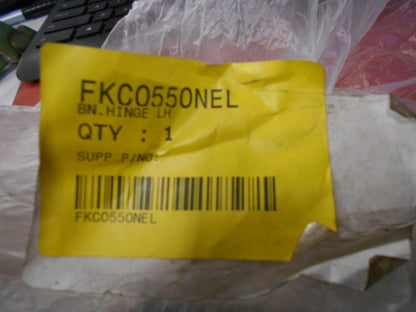 FKC0550NEL
BN.HINGE LH
QTY : 1
SUPP P/NO:
FKC0550NEL